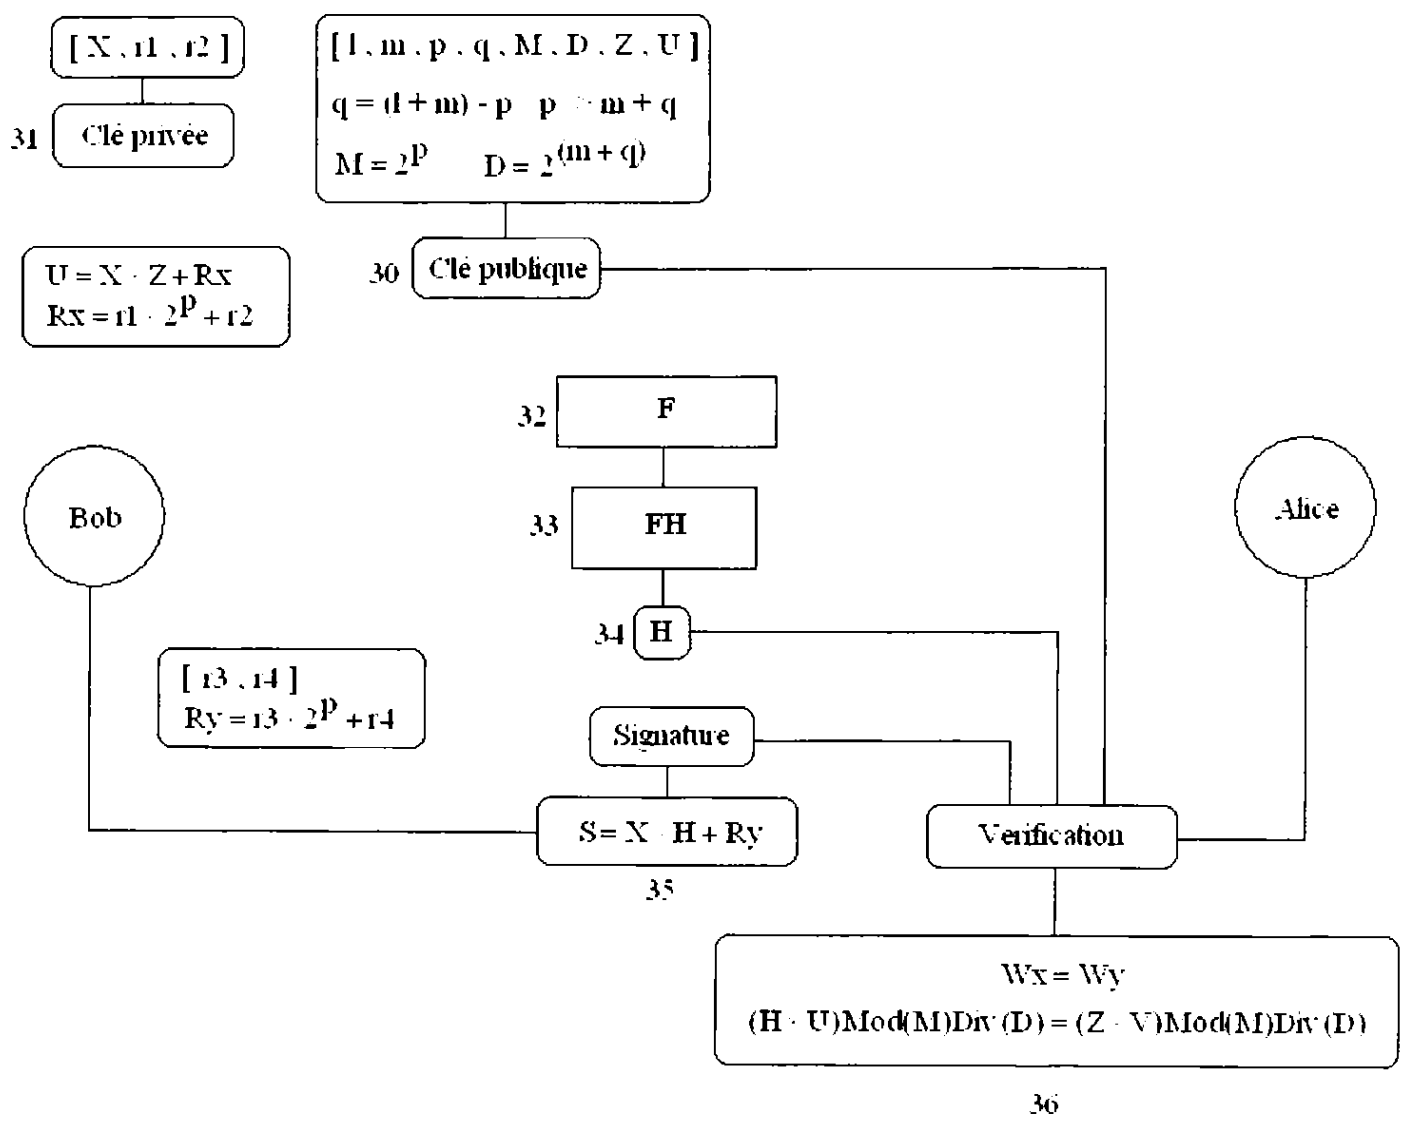 [ X , r1 , r2 ]
31
Clé privée
[ l , m , p , q , M , D , Z , U ]
q = (l + m) - p   p > m + q
M = 2^p   D = 2^(m + q)
30
Clé publique
U = X · Z + Rx
Rx = r1 · 2^p + r2
32
F
33
FH
34
H
Bob
Alice
[ r3 , r4 ]
Ry = r3 · 2^p + r4
Signature
S = X · H + Ry
35
Verification
Wx = Wy
(H · U)Mod(M)Div(D) = (Z · V)Mod(M)Div(D)
36